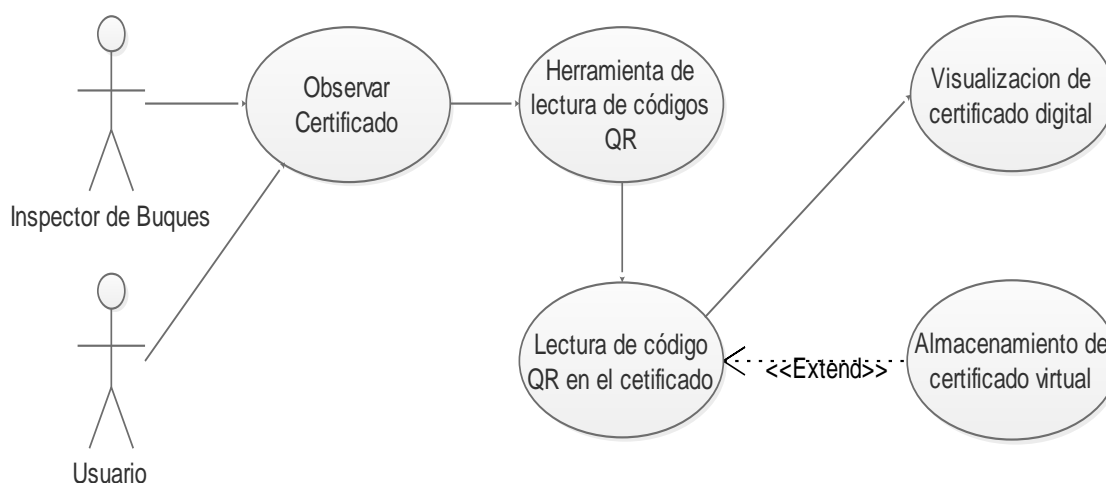 Inspector de Buques
Usuario
Observar
Certificado
Herramienta de
lectura de códigos
QR
Lectura de código
QR en el cetificado
Visualizacion de
certificado digital
<<Extend>>
Almacenamiento de
certificado virtual